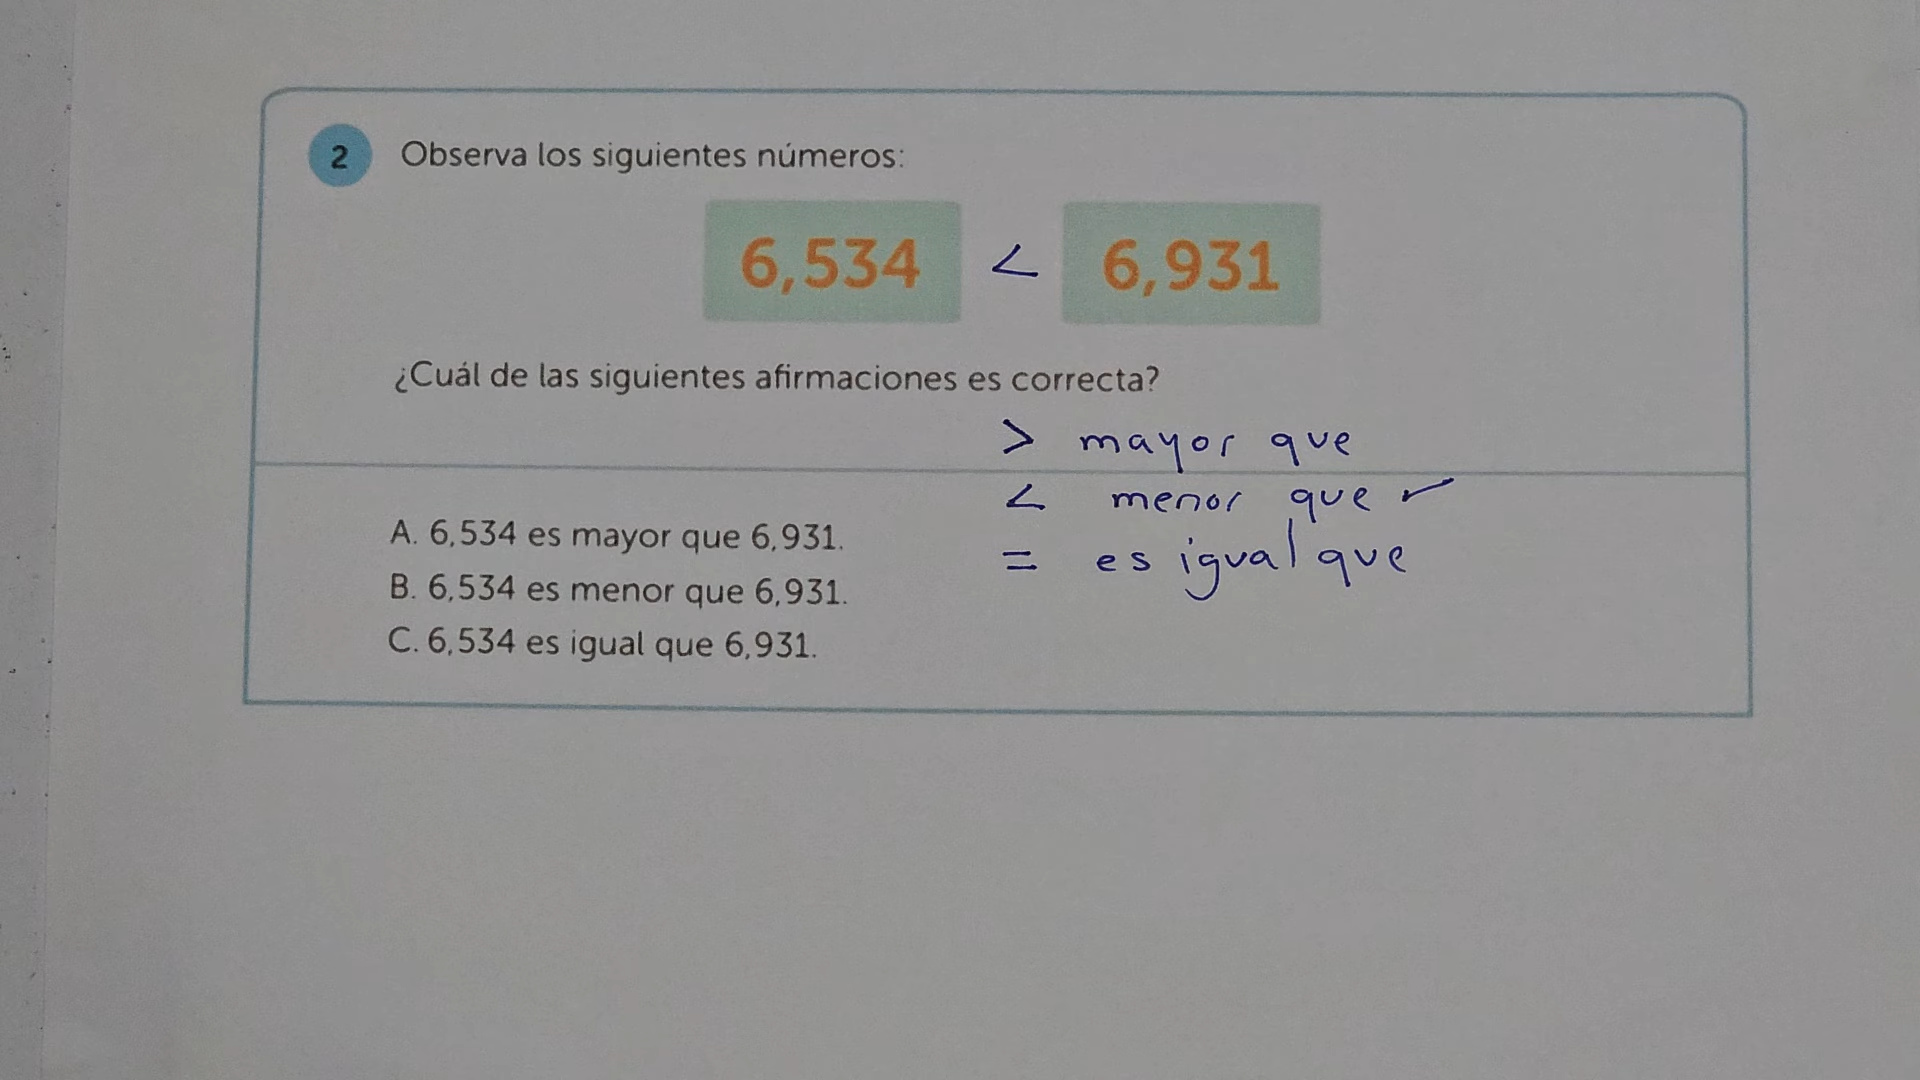 2 Observa los siguientes números:
6,534 < 6,931
¿Cuál de las siguientes afirmaciones es correcta?
> mayor que
< menor que ✓
= es igual que
A. 6,534 es mayor que 6,931.
B. 6,534 es menor que 6,931.
C. 6,534 es igual que 6,931.